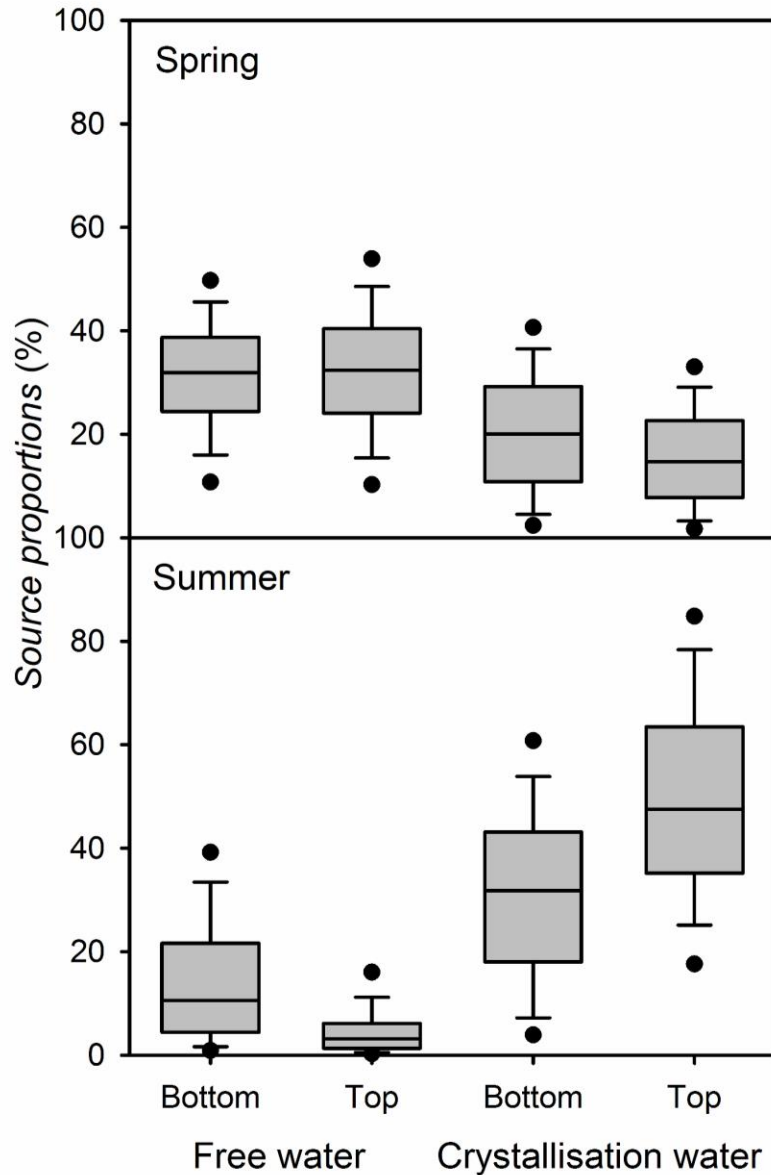 100
Spring
80
60
40
20
Source proportions (%)
100
Summer
80
60
40
20
0
Bottom Top Bottom Top
Free water Crystallisation water